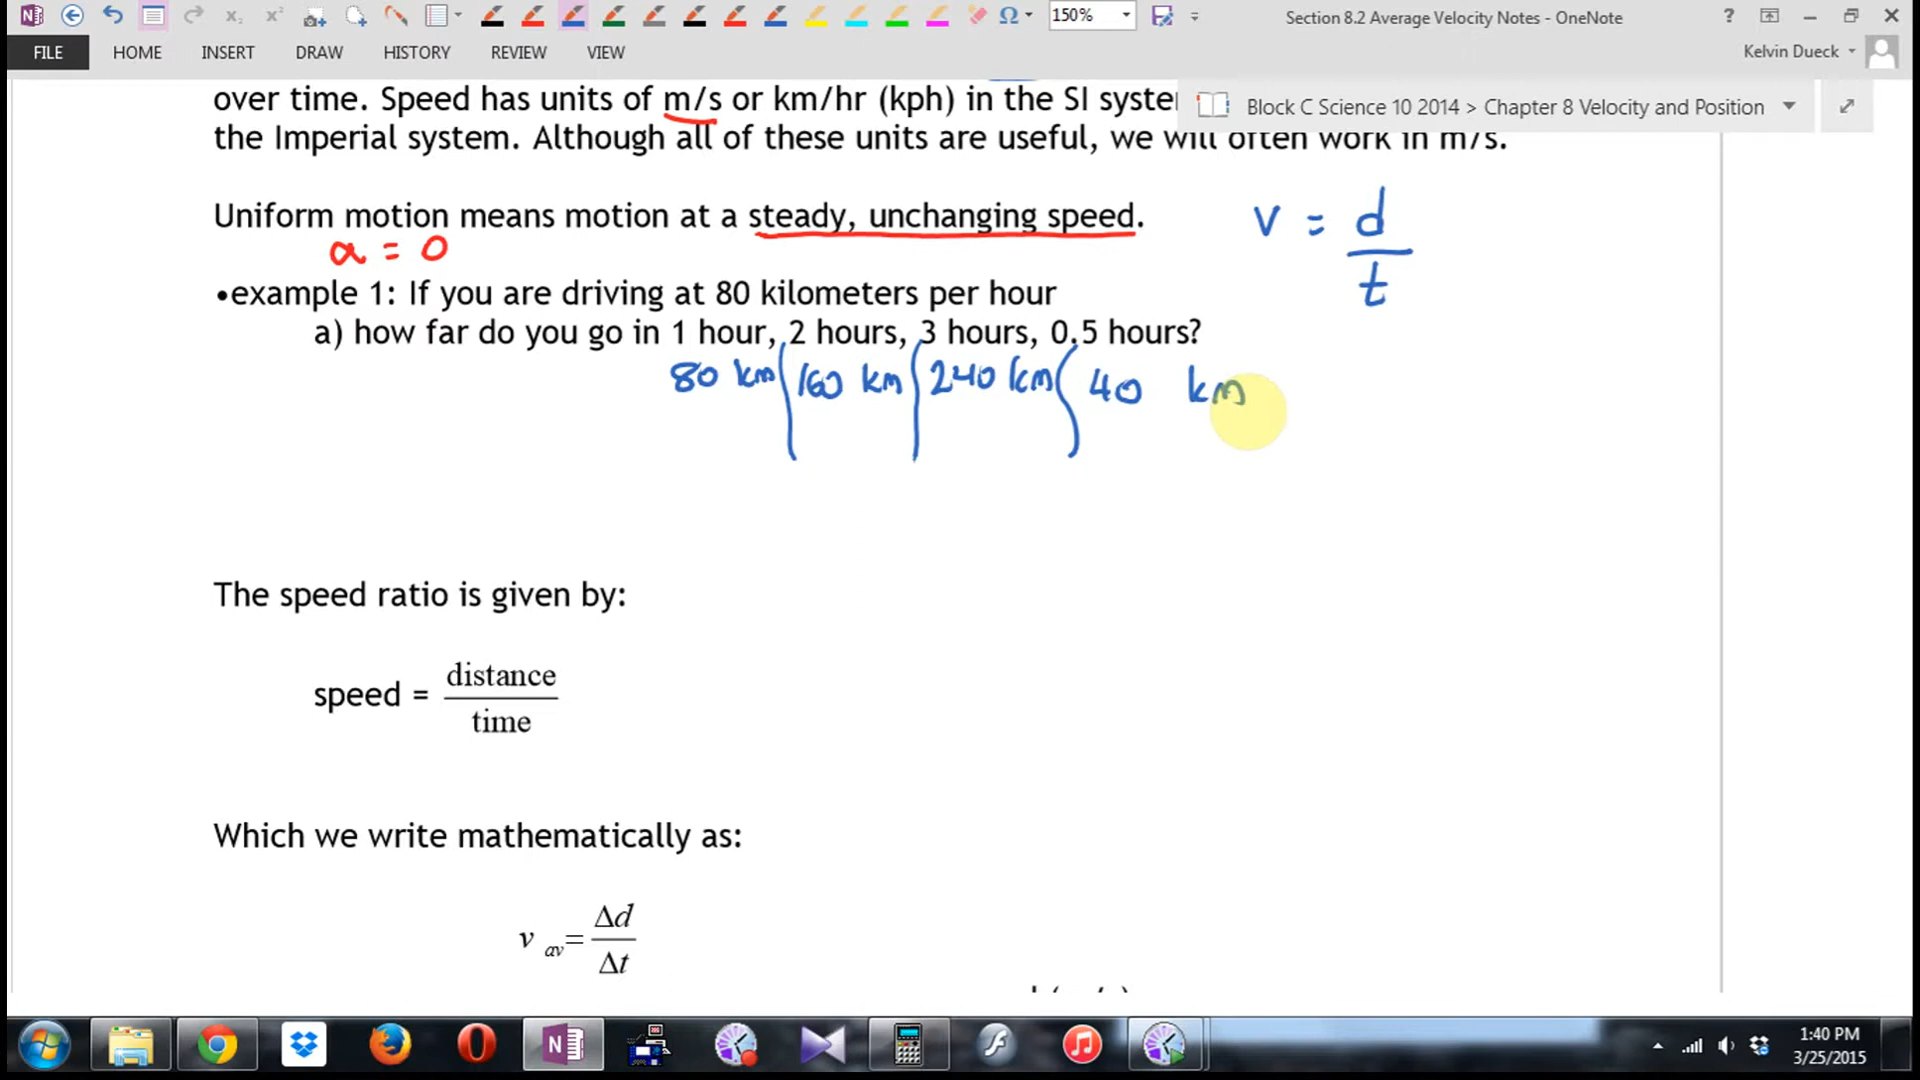 150%
Section 8.2 Average Velocity Notes - OneNote
FILE HOME INSERT DRAW HISTORY REVIEW VIEW
Kelvin Dueck
Block C Science 10 2014 > Chapter 8 Velocity and Position
over time. Speed has units of m/s or km/hr (kph) in the SI system
the Imperial system. Although all of these units are useful, we will often work in m/s.
Uniform motion means motion at a steady, unchanging speed.
a = 0
v = d
t
•example 1: If you are driving at 80 kilometers per hour
a) how far do you go in 1 hour, 2 hours, 3 hours, 0.5 hours?
80 km 160 km 240 km 40 km
The speed ratio is given by:
speed = distance
time
Which we write mathematically as:
v av= Δd
Δt
1:40 PM
3/25/2015